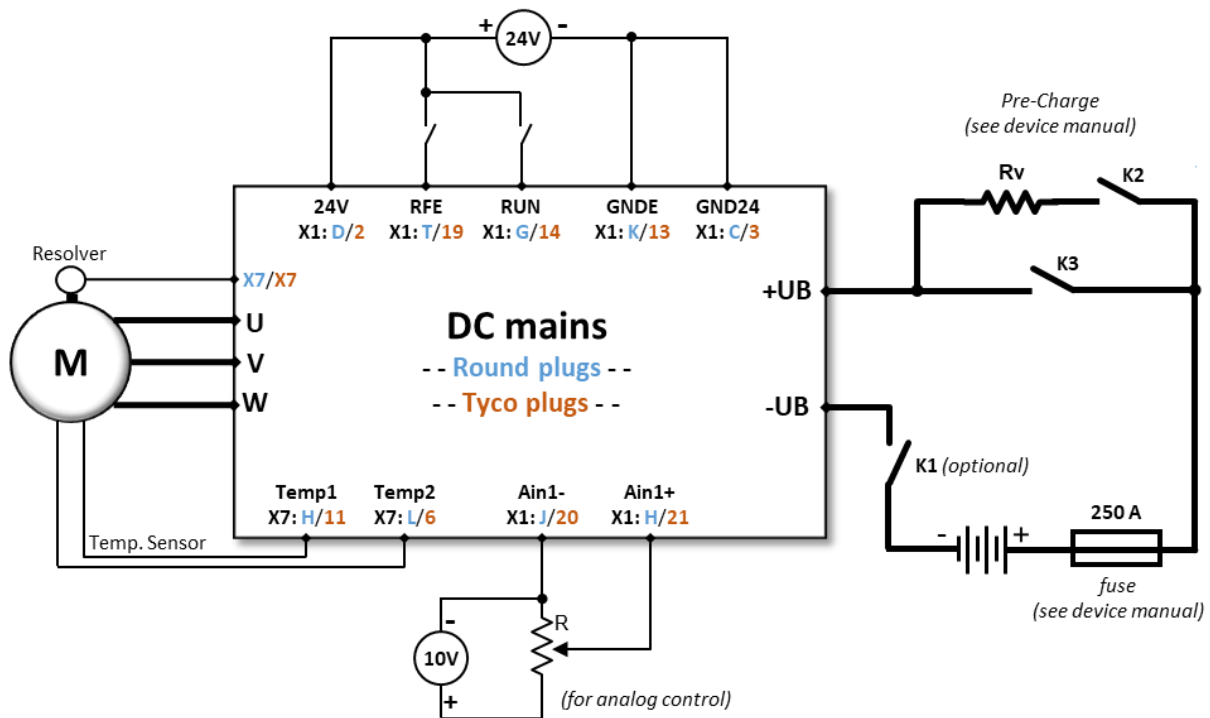 + 24V -
Pre-Charge
(see device manual)
Rv
K2
24V RFE RUN GNDE GND24
X1: D/2 X1: T/19 X1: G/14 X1: K/13 X1: C/3
Resolver
X7/X7
K3
+UB
U
DC mains
M
V
-- Round plugs --
W
-- Tyco plugs --
-UB
K1 (optional)
Temp1 Temp2 Ain1- Ain1+
X7: H/11 X7: L/6 X1: J/20 X1: H/21
250 A
Temp. Sensor
- +
fuse
(see device manual)
-
R
10V
+
(for analog control)